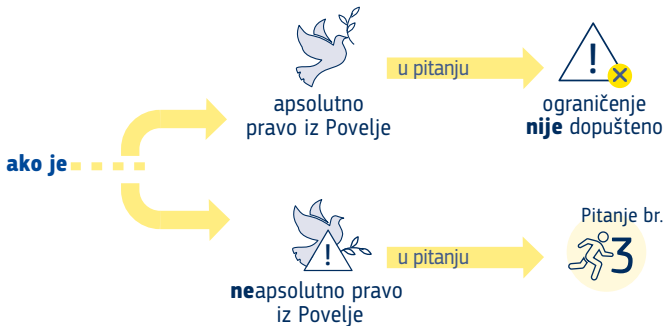 ako je
apsolutno
pravo iz Povelje
u pitanju
!
ograničenje
nije dopušteno
!
neapsolutno pravo
iz Povelje
u pitanju
Pitanje br.
3